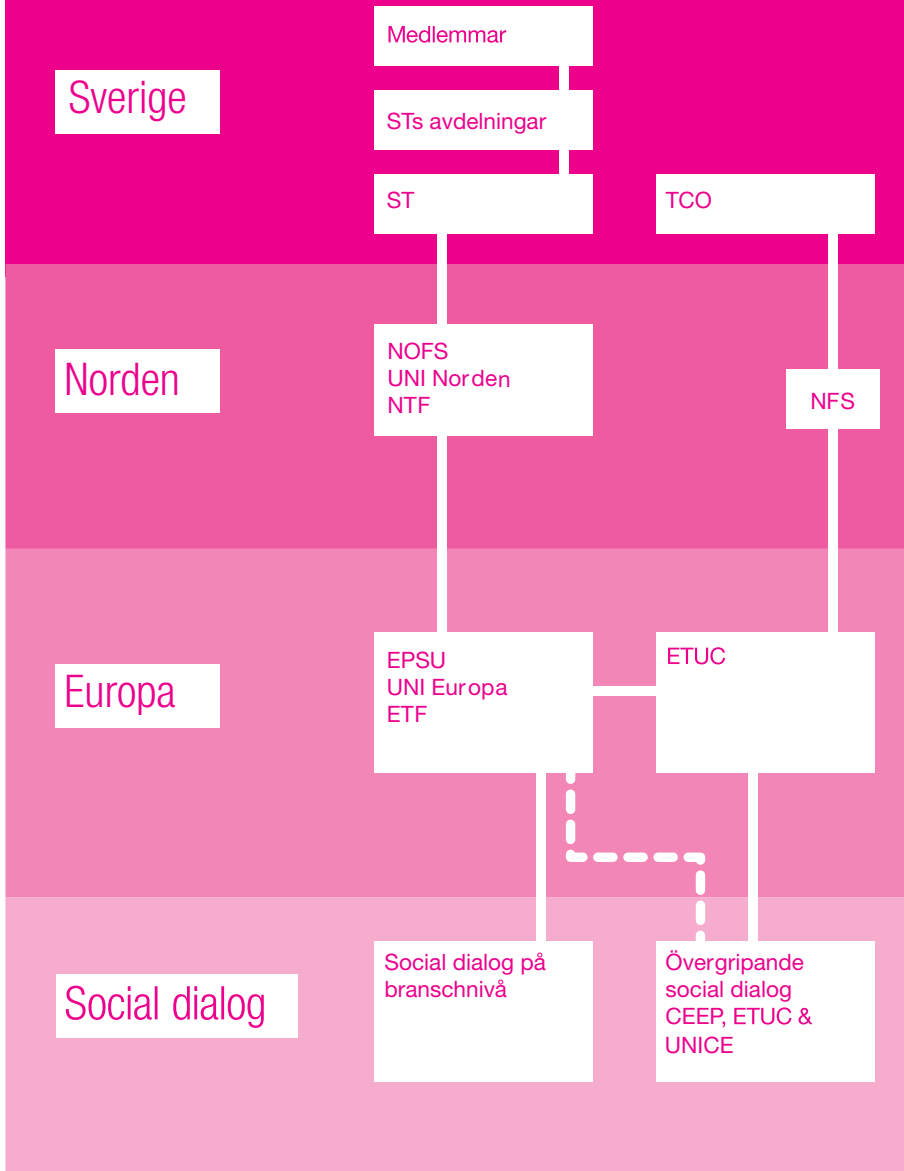 Sverige
Medlemmar
STs avdelningar
ST
TCO
Norden
NOFS
UNI Norden
NTF
NFS
Europa
EPSU
UNI Europa
ETF
ETUC
Social dialog
Social dialog på
branschnivå
Övergripande
social dialog
CEEP, ETUC &
UNICE